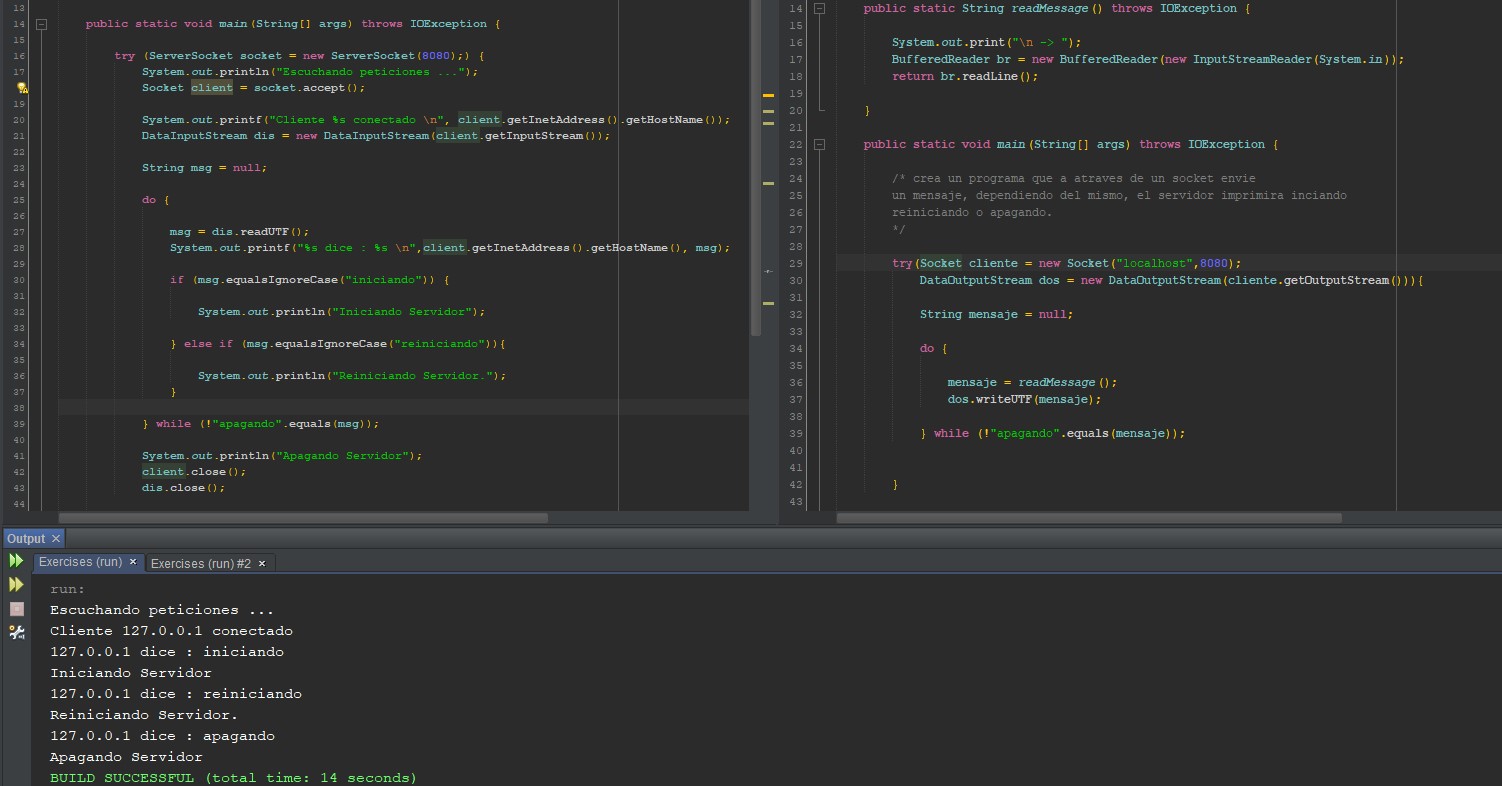 13
14 public static void main (String[] args) throws IOException {
15
16 try (ServerSocket socket = new ServerSocket(8080);) {
17 System.out.println("Escuchando peticiones ...");
Socket client = socket.accept();
19
20 System.out.printf("Cliente %s conectado \n", client.getInetAddress().getHostName());
21 DataInputStream dis = new DataInputStream(client.getInputStream());
22
23 String msg = null;
24
25 do {
26
27 msg = dis.readUTF();
28 System.out.printf("%s dice : %s \n",client.getInetAddress().getHostName(), msg);
29
30 if (msg.equalsIgnoreCase("iniciando")) {
31
32 System.out.println("Iniciando Servidor");
33
34 } else if (msg.equalsIgnoreCase("reiniciando")){
35
36 System.out.println("Reiniciando Servidor.");
37 }
38
39 } while (!"apagando".equals(msg));
40
41 System.out.println("Apagando Servidor");
42 client.close();
43 dis.close();
44
14 public static String readMessage() throws IOException {
15
16 System.out.print("\n -> ");
17 BufferedReader br = new BufferedReader(new InputStreamReader(System.in));
18 return br.readLine();
19
20 }
21
22 public static void main (String[] args) throws IOException {
23
24 /* crea un programa que a atraves de un socket envie
25 un mensaje, dependiendo del mismo, el servidor imprimira inciando
26 reiniciando o apagando.
27 */
28
29 try(Socket cliente = new Socket("localhost",8080);
30 DataOutputStream dos = new DataOutputStream(cliente.getOutputStream())){
31
32 String mensaje = null;
33
34 do {
35
36 mensaje = readMessage();
37 dos.writeUTF(mensaje);
38
39 } while (!"apagando".equals(mensaje));
40
41
42 }
43
Output ×
Exercises (run) × Exercises (run) #2 ×
run:
Escuchando peticiones ...
Cliente 127.0.0.1 conectado
127.0.0.1 dice : iniciando
Iniciando Servidor
127.0.0.1 dice : reiniciando
Reiniciando Servidor.
127.0.0.1 dice : apagando
Apagando Servidor
BUILD SUCCESSFUL (total time: 14 seconds)